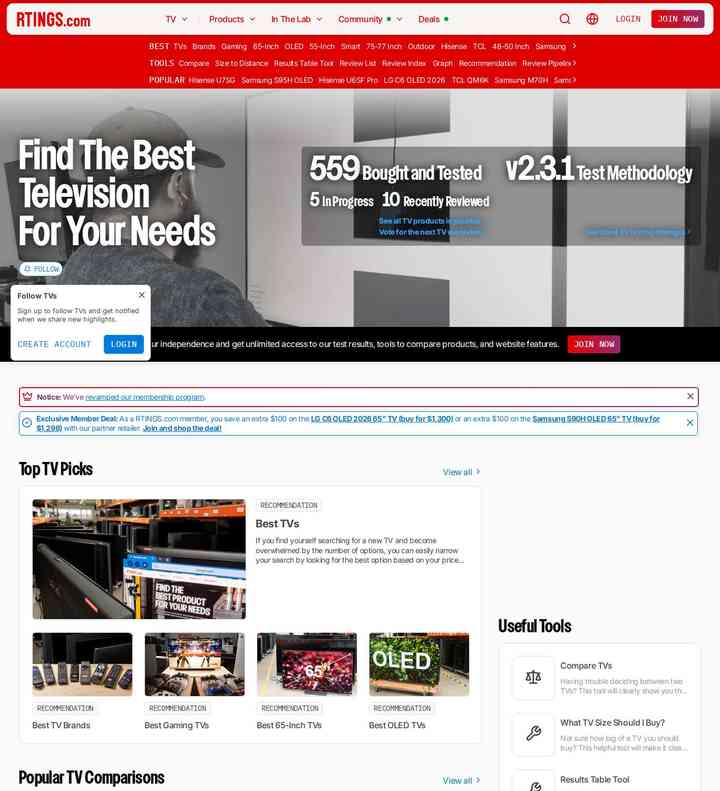 RTINGS.com
TV
Products
In The Lab
Community
Deals
LOGIN
JOIN NOW
BEST TVs Brands Gaming 65-Inch OLED 55-Inch Smart 75-77 Inch Outdoor Hisense TCL 48-50 Inch Samsung
TOOLS Compare Size to Distance Results Table Tool Review List Review Index Graph Recommendation Review Pipeline
POPULAR Hisense U75G Samsung S95H OLED Hisense U65F Pro LG C6 OLED 2026 TCL QM6K Samsung M70H
Find The Best
Television
For Your Needs
559 Bought and Tested
v2.3.1 Test Methodology
5 In Progress 10 Recently Reviewed
See all TV products
Vote for the next TV
FOLLOW
Follow TVs
Sign up to follow TVs and get notified
when we share new highlights.
CREATE ACCOUNT
LOGIN
ur independence and get unlimited access to our test results, tools to compare products, and website features.
JOIN NOW
Notice: We've revamped our membership program.
Exclusive Member Deal: As a RTINGS.com member, you save an extra $100 on the LG C6 OLED 2026 65" TV (buy for $1,300) or an extra $100 on the Samsung S90H OLED 65" TV (buy for
$1,298) with our partner retailer. Join and shop the deal!
Top TV Picks
View all
FIND THE
BEST PRODUCT
FOR YOUR NEEDS
RECOMMENDATION
Best TVs
If you find yourself searching for a new TV and become
overwhelmed by the number of options, you can easily narrow
your search by looking for the best option based on your price...
65"
OLED
RECOMMENDATION
Best TV Brands
RECOMMENDATION
Best Gaming TVs
RECOMMENDATION
Best 65-Inch TVs
RECOMMENDATION
Best OLED TVs
Useful Tools
Compare TVs
Having trouble deciding between two
TVs? This tool will clearly show you th...
What TV Size Should I Buy?
Not sure how big of a TV you should
buy? This helpful tool will make it clea...
Results Table Tool
Popular TV Comparisons
View all